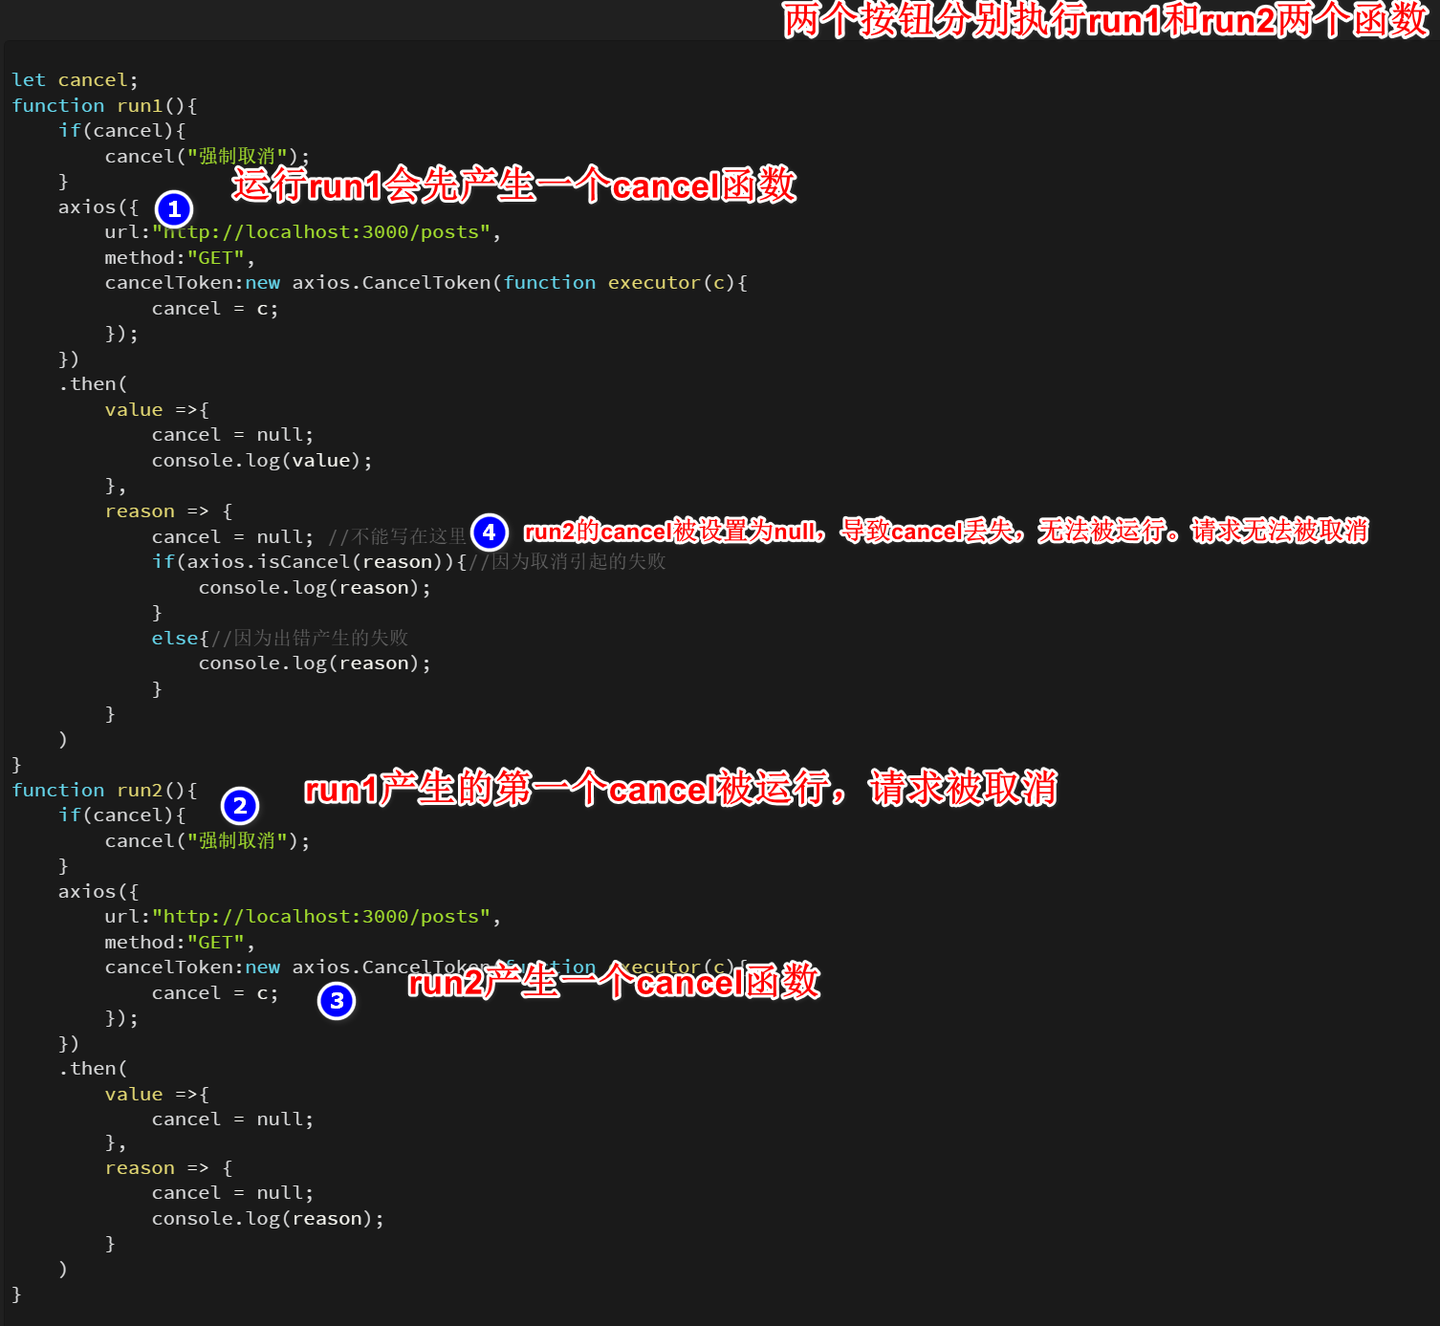 两个按钮分别执行run1和run2两个函数
let cancel;
function run1(){
if(cancel){
cancel("强制取消");
}
运行run1会先产生一个cancel函数
axios({
1
url:"http://localhost:3000/posts",
method:"GET",
cancelToken:new axios.CancelToken(function executor(c){
cancel = c;
});
})
.then(
value =>{
cancel = null;
console.log(value);
},
reason => {
cancel = null; //不能写在这里
4
run2的cancel被设置为null，导致cancel丢失，无法被运行。请求无法被取消
if(axios.isCancel(reason)){//因为取消引起的失败
console.log(reason);
}
else{//因为出错产生的失败
console.log(reason);
}
}
)
}
function run2(){
2
run1产生的第一个cancel被运行，请求被取消
if(cancel){
cancel("强制取消");
}
axios({
url:"http://localhost:3000/posts",
method:"GET",
cancelToken:new axios.CancelToken(function executor(c){
run2产生一个cancel函数
cancel = c;
3
});
})
.then(
value =>{
cancel = null;
},
reason => {
cancel = null;
console.log(reason);
}
)
}